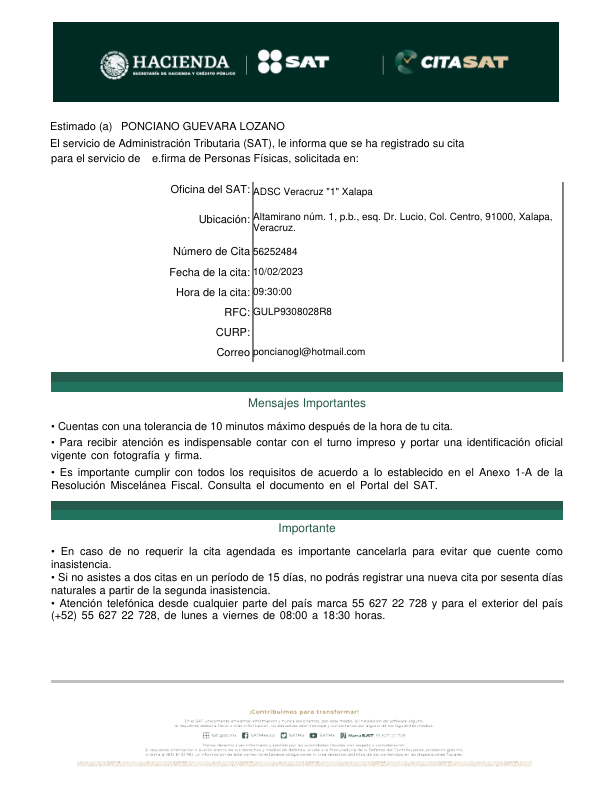 HACIENDA
SECRETARÍA DE HACIENDA Y CRÉDITO PÚBLICO
SAT
CITASAT
Estimado (a) PONCIANO GUEVARA LOZANO
El servicio de Administración Tributaria (SAT), le informa que se ha registrado su cita
para el servicio de e.firma de Personas Físicas, solicitada en:
Oficina del SAT: ADSC Veracruz "1" Xalapa
Ubicación: Altamirano núm. 1, p.b., esq. Dr. Lucio, Col. Centro, 91000, Xalapa,
Veracruz.
Número de Cita 56252484
Fecha de la cita: 10/02/2023
Hora de la cita: 09:30:00
RFC: GULP9308028R8
CURP:
Correo poncianogl@hotmail.com
Mensajes Importantes
• Cuentas con una tolerancia de 10 minutos máximo después de la hora de tu cita.
• Para recibir atención es indispensable contar con el turno impreso y portar una identificación oficial
vigente con fotografía y firma.
• Es importante cumplir con todos los requisitos de acuerdo a lo establecido en el Anexo 1-A de la
Resolución Miscelánea Fiscal. Consulta el documento en el Portal del SAT.
Importante
• En caso de no requerir la cita agendada es importante cancelarla para evitar que cuente como
inasistencia.
• Si no asistes a dos citas en un período de 15 días, no podrás registrar una nueva cita por sesenta días
naturales a partir de la segunda inasistencia.
• Atención telefónica desde cualquier parte del país marca 55 627 22 728 y para el exterior del país
(+52) 55 627 22 728, de lunes a viernes de 08:00 a 18:30 horas.
¡Contribuimos para transformar!
sat.gob.mx SATMexico SATMx SATMx MarcaSAT 55 627 22 728